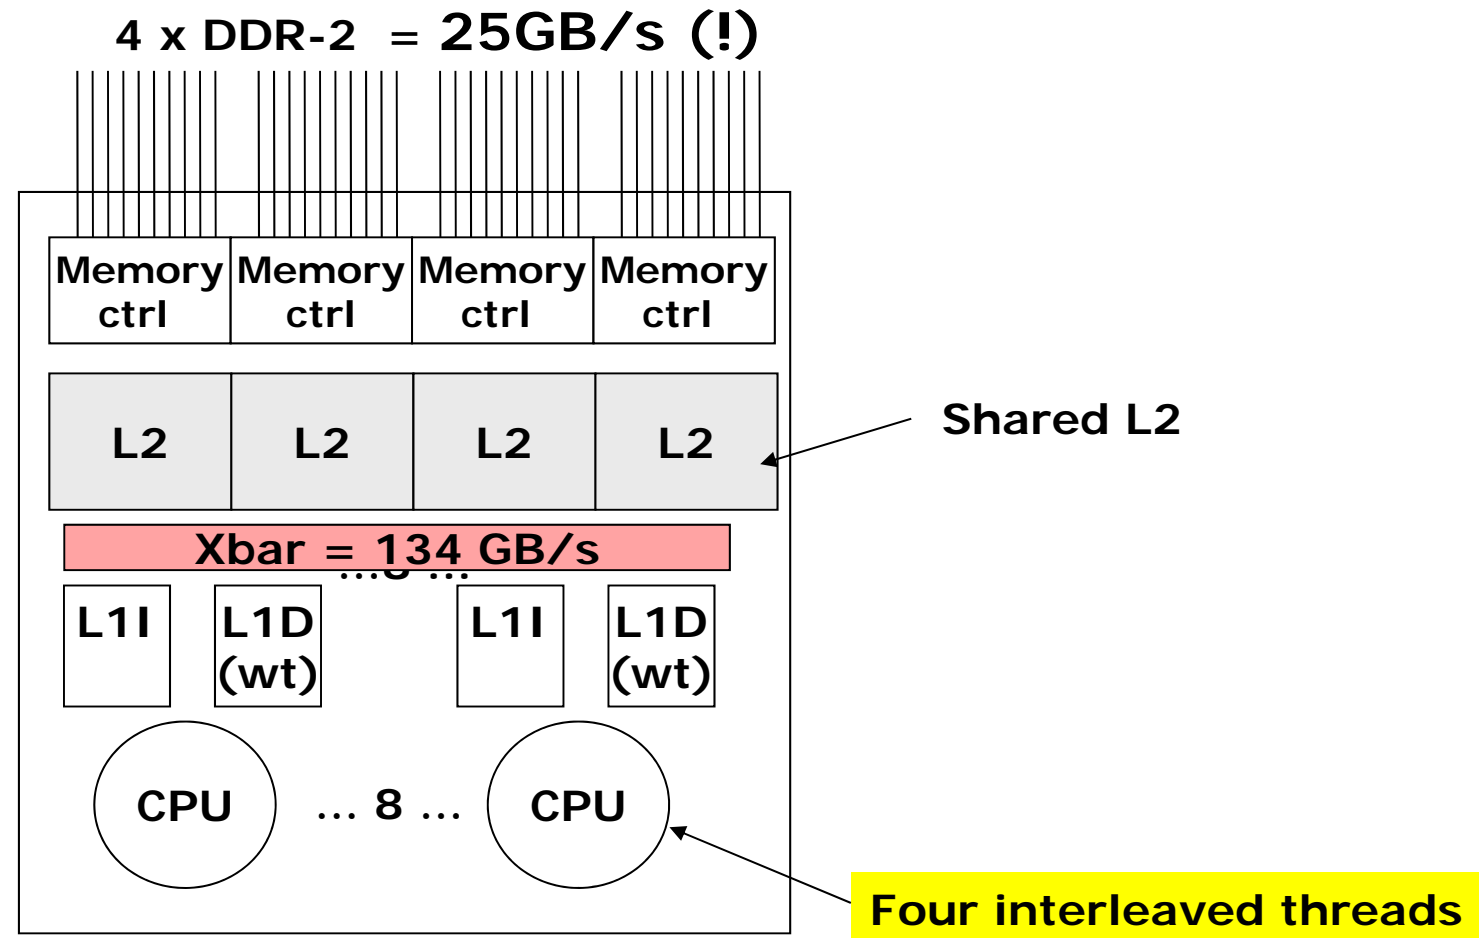 4 x DDR-2 = 25GB/s (!)
Memory ctrl
Memory ctrl
Memory ctrl
Memory ctrl
L2
L2
L2
L2
Shared L2
Xbar = 134 GB/s
L1I
L1D
(wt)
L1I
L1D
(wt)
CPU
... 8 ...
CPU
Four interleaved threads